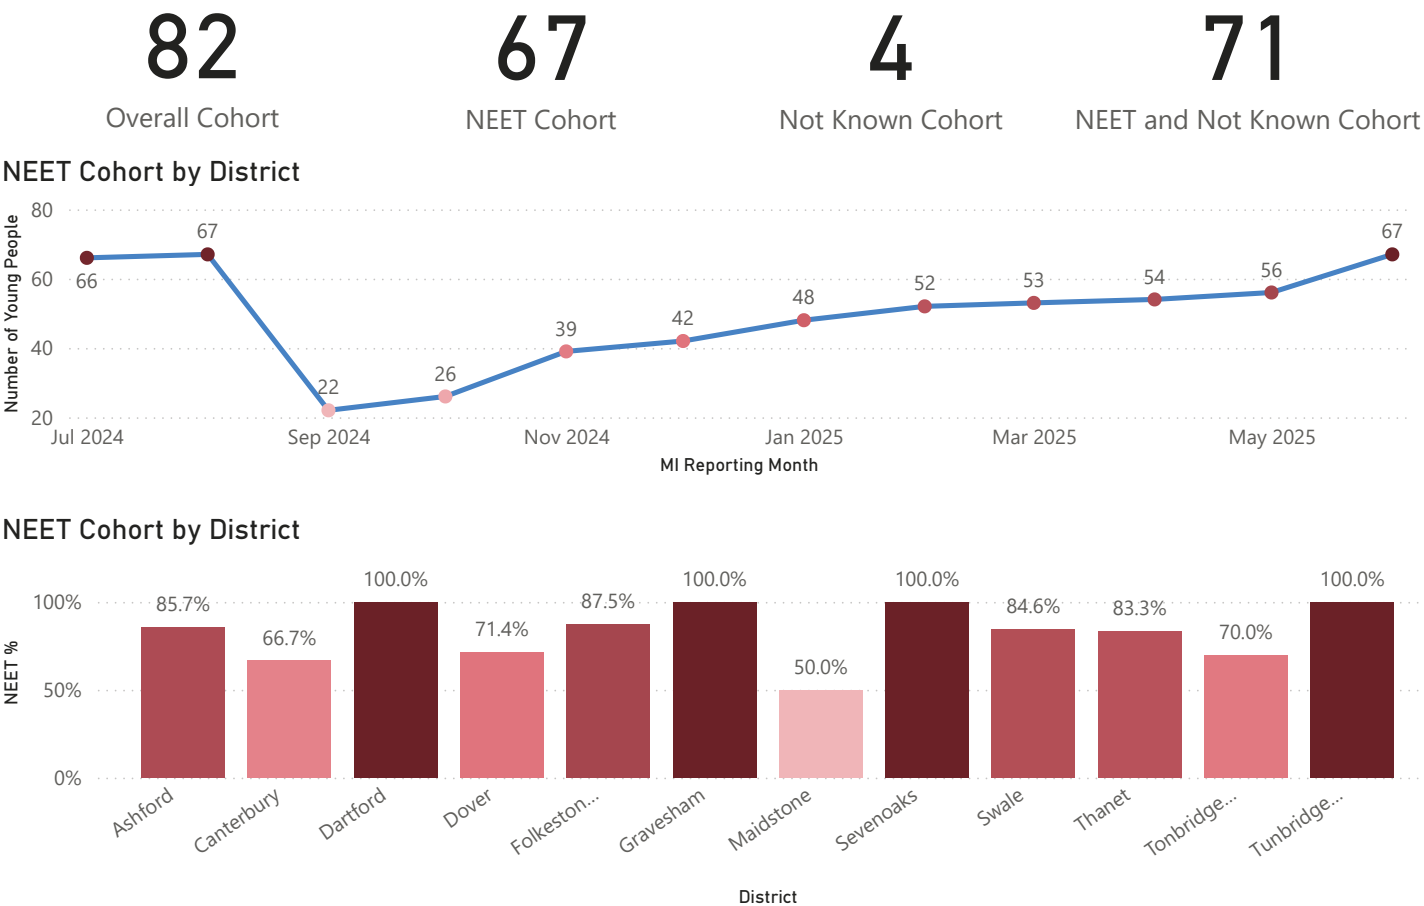 82 67 4 71
Overall Cohort NEET Cohort Not Known Cohort NEET and Not Known Cohort
NEET Cohort by District
Number of Young People
80
60
40
20
66 67 22 26 39 42 48 52 53 54 56 67
Jul 2024 Sep 2024 Nov 2024 Jan 2025 Mar 2025 May 2025
MI Reporting Month
NEET Cohort by District
NEET %
100%
50%
0%
85.7% 66.7% 100.0% 71.4% 87.5% 100.0% 50.0% 100.0% 84.6% 83.3% 70.0% 100.0%
Ashford Canterbury Dartford Dover Folkeston... Gravesham Maidstone Sevenoaks Swale Thanet Tonbridge... Tunbridge...
District